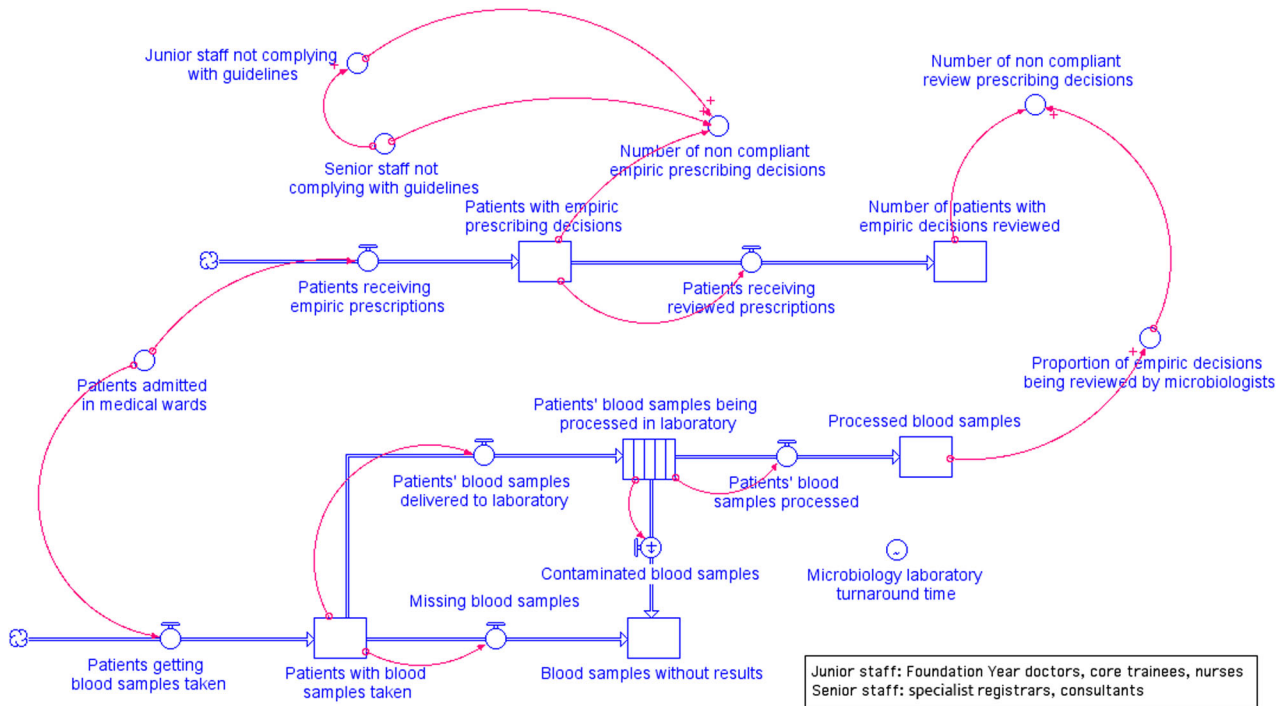 Junior staff not complying
with guidelines
Number of non compliant
review prescribing decisions
Senior staff not
complying with guidelines
Number of non compliant
empiric prescribing decisions
Patients with empiric
prescribing decisions
Number of patients with
empiric decisions reviewed
Patients receiving
empiric prescriptions
Patients receiving
reviewed prescriptions
Patients admitted
in medical wards
Proportion of empiric decisions
being reviewed by microbiologists
Patients' blood samples being
processed in laboratory
Processed blood samples
Patients' blood samples
delivered to laboratory
Patients' blood
samples processed
Contaminated blood samples
Microbiology laboratory
turnaround time
Missing blood samples
Patients getting
blood samples taken
Patients with blood
samples taken
Blood samples without results
Junior staff: Foundation Year doctors, core trainees, nurses
Senior staff: specialist registrars, consultants